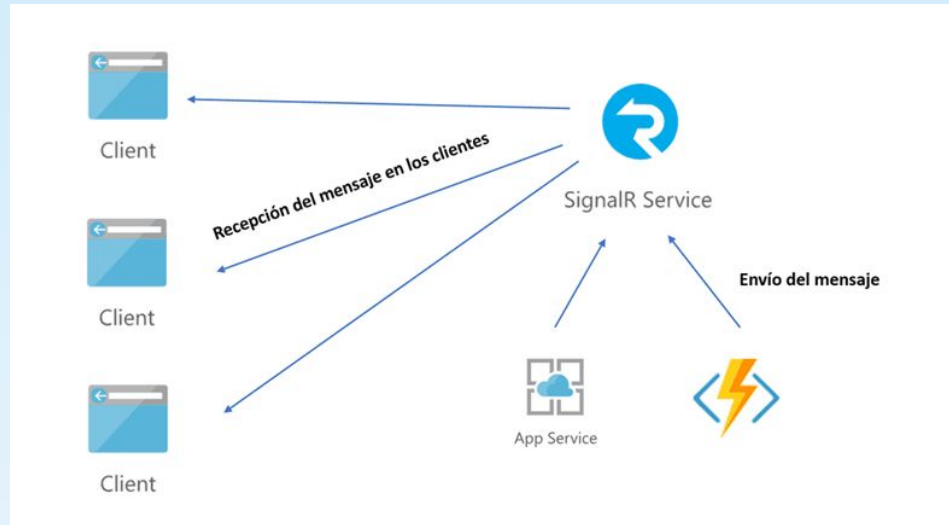 Client
Recepción del mensaje en los clientes
SignalR Service
Client
Envío del mensaje
App Service
Client